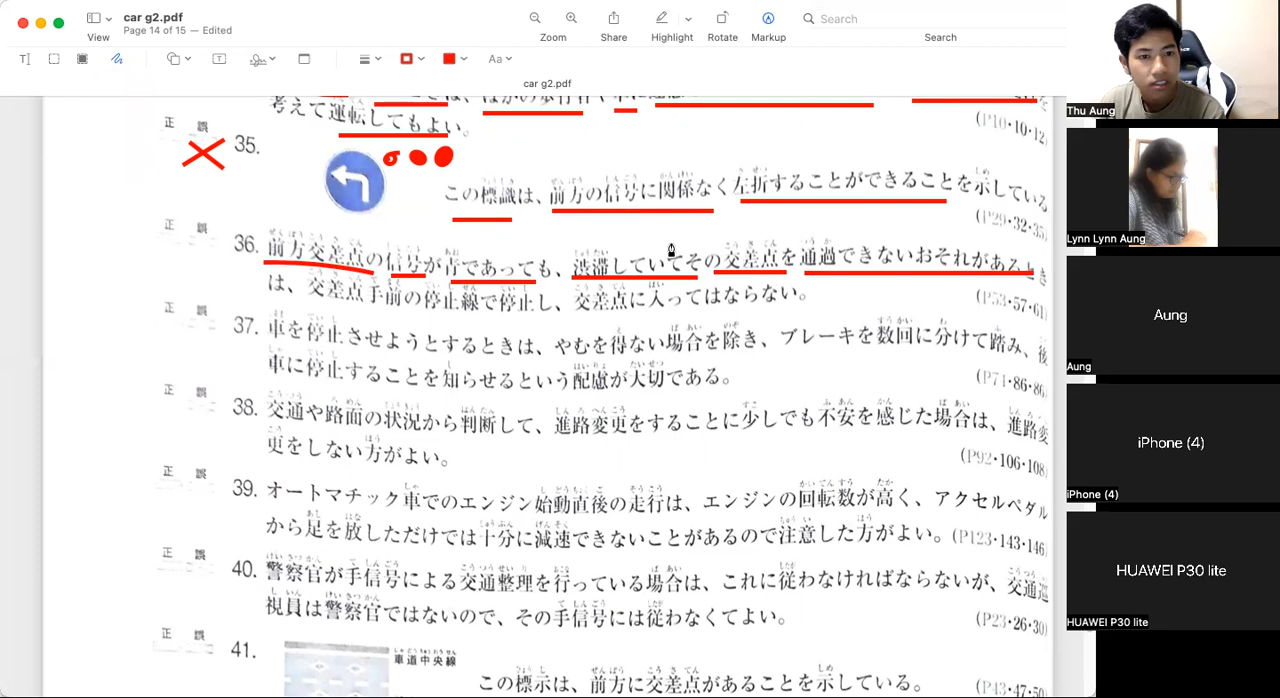 car g2.pdf
Page 14 of 15 — Edited
View
Zoom
Share
Highlight
Rotate
Markup
Search
Search
car g2.pdf
考えて運転してもよい。
(P10・10・12)
正 誤
35.
この標識は、前方の信号に関係なく左折することができることを示している
(P29・32・35)
正 誤
36. 前方交差点の信号が青であっても、渋滞していてその交差点を通過できないおそれがあるとき
は、交差点手前の停止線で停止し、交差点に入ってはならない。
(P53・57・61)
正 誤
37. 車を停止させようとするときは、やむを得ない場合を除き、ブレーキを数回に分けて踏み、後
車に停止することを知らせるという配慮が大切である。
(P74・86・86)
正 誤
38. 交通や路面の状況から判断して、進路変更をすることに少しでも不安を感じた場合は、進路変
更をしない方がよい。
(P92・106・108)
正 誤
39. オートマチック車でのエンジン始動直後の走行は、エンジンの回転数が高く、アクセルペダル
から足を放しただけでは十分に減速できないことがあるので注意した方がよい。(P123・143・146)
正 誤
40. 警察官が手信号による交通整理を行っている場合は、これに従わなければならないが、交通巡
視員は警察官ではないので、その手信号には従わなくてよい。
(P23・26・30)
正 誤
41.
車道中央線
この標示は、前方に交差点があることを示している。
(P43・47・50)
Thu Aung
Lynn Lynn Aung
Aung
Aung
iPhone (4)
iPhone (4)
HUAWEI P30 lite
HUAWEI P30 lite